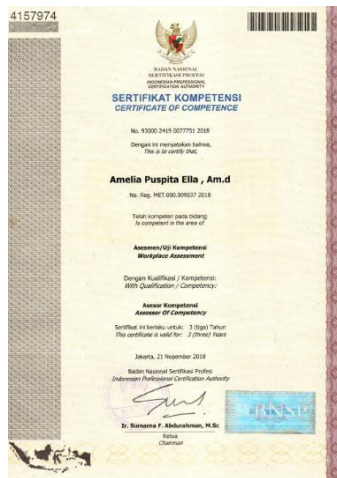 4157974
BADAN NASIONAL
SERTIFIKASI PROFESI
INDONESIAN PROFESSIONAL
CERTIFICATION AUTHORITY
SERTIFIKAT KOMPETENSI
CERTIFICATE OF COMPETENCE
No. 93000 2419 0077751 2018
Dengan ini menyatakan bahwa,
This is to certify that,
Amelia Puspita Ella , Am.d
No. Reg. MET.000.009037 2018
Telah kompeten pada bidang:
Is competent in the area of:
Asesmen/Uji Kompetensi
Workplace Assessment
Dengan Kualifikasi / Kompetensi:
With Qualification / Competency:
Asesor Kompetensi
Assessor Of Competency
Sertifikat ini berlaku untuk: 3 (tiga) Tahun
This certificate is valid for: 3 (three) Years
Jakarta, 21 Nopember 2018
Badan Nasional Sertifikasi Profesi
Indonesian Professional Certification Authority
Ir. Sumarna F. Abdurahman, M.Sc
Ketua
Chairman
BNSP